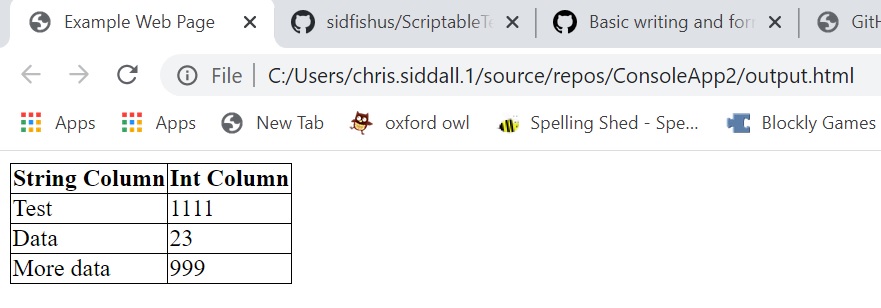 Example Web Page
sidfishus/ScriptableTe
Basic writing and for
GitH
File
C:/Users/chris.siddall.1/source/repos/ConsoleApp2/output.html
Apps
Apps
New Tab
oxford owl
Spelling Shed - Spe...
Blockly Games
String Column Int Column
Test 1111
Data 23
More data 999